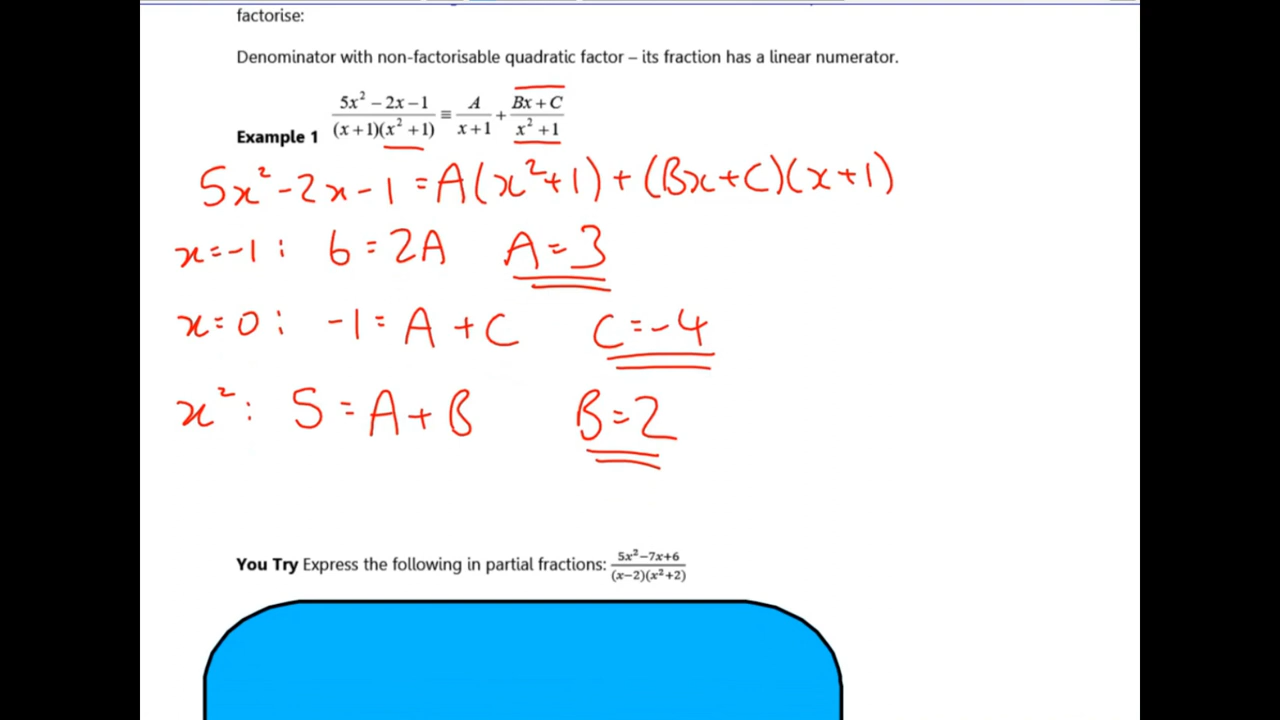 factorise:
Denominator with non-factorisable quadratic factor – its fraction has a linear numerator.
Example 1 (5x² − 2x − 1)/((x + 1)(x² + 1)) ≡ A/(x + 1) + (Bx + C)/(x² + 1)
5x² - 2x - 1 = A(x² + 1) + (Bx + C)(x + 1)
x = -1 : 6 = 2A A = 3
x = 0 : -1 = A + C C = -4
x² : 5 = A + B B = 2
You Try Express the following in partial fractions: (5x²−7x+6)/((x−2)(x²+2))